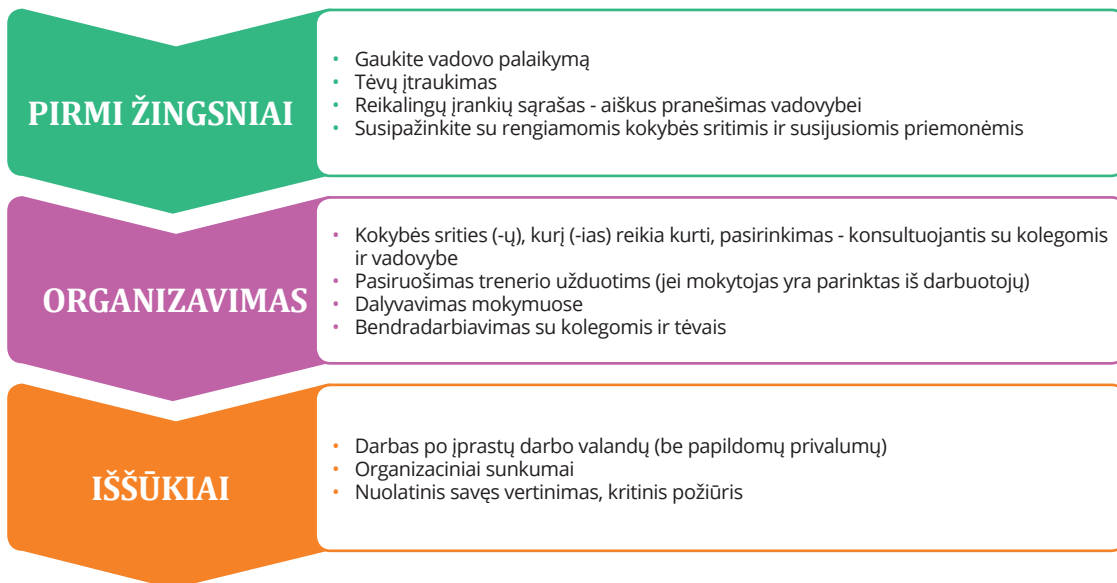 PIRMI ŽINGSNIAI
• Gaukite vadovo palaikymą
• Tėvų įtraukimas
• Reikalingų įrankių sąrašas - aiškus pranešimas vadovybei
• Susipažinkite su rengiamomis kokybės sritimis ir susijusiomis priemonėmis
ORGANIZAVIMAS
• Kokybės srities (-ų), kurį (-ias) reikia kurti, pasirinkimas - konsultuojantis su kolegomis
ir vadovybe
• Pasiruošimas trenerio užduotims (jei mokytojas yra parinktas iš darbuotojų)
• Dalyvavimas mokymuose
• Bendradarbiavimas su kolegomis ir tėvais
IŠŠŪKIAI
• Darbas po įprastų darbo valandų (be papildomų privalumų)
• Organizaciniai sunkumai
• Nuolatinis savęs vertinimas, kritinis požiūris